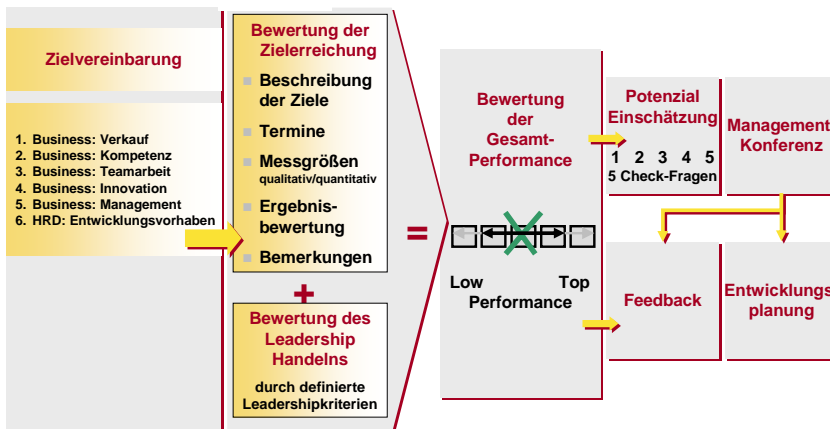 Zielvereinbarung
1. Business: Verkauf
2. Business: Kompetenz
3. Business: Teamarbeit
4. Business: Innovation
5. Business: Management
6. HRD: Entwicklungsvorhaben
Bewertung der
Zielerreichung
Beschreibung
der Ziele
Termine
Messgrößen
qualitativ/quantitativ
Ergebnis-
bewertung
Bemerkungen
+
Bewertung des
Leadership
Handelns
durch definierte
Leadershipkriterien
=
Bewertung
der
Gesamt-
Performance
Low Top
Performance
Potenzial
Einschätzung
1 2 3 4 5
5 Check-Fragen
Management
Konferenz
Feedback
Entwicklungs
planung